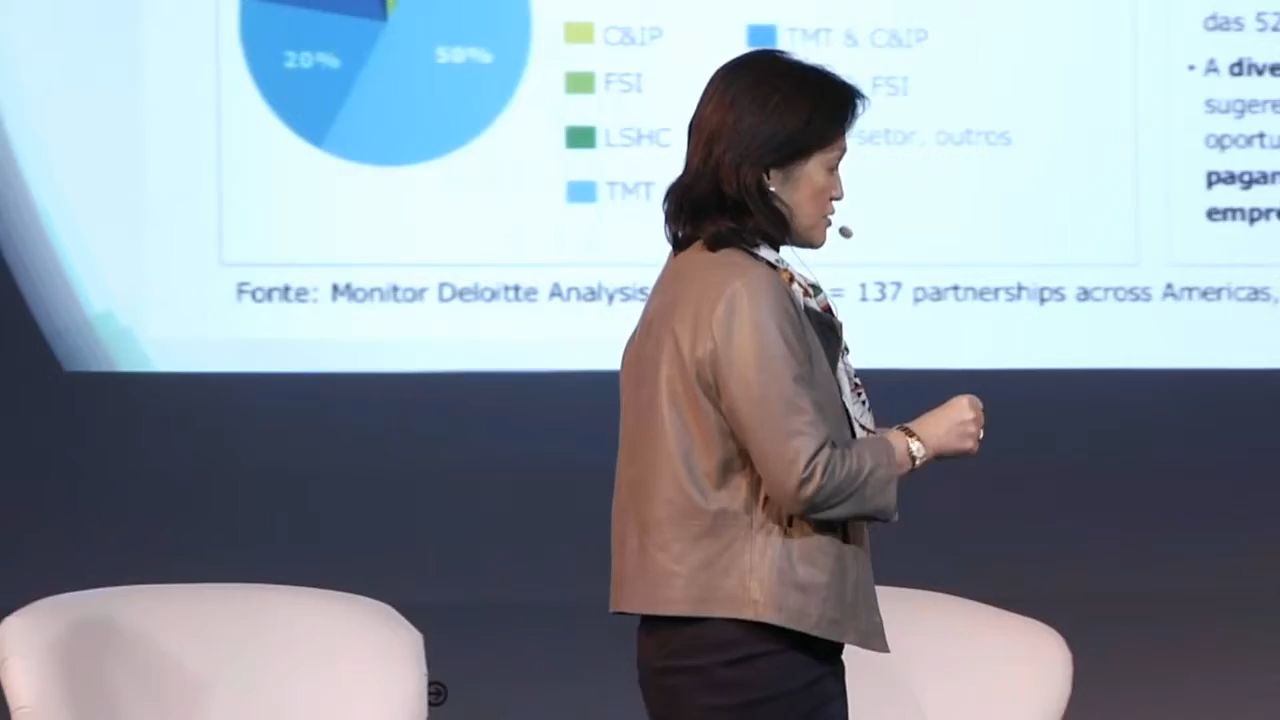 20%
50%
C&IP
FSI
LSHC
TMT
TMT & C&IP
FSI
setor, outros
das 52
• A dive
sugere
oportu
pagan
empre
Fonte: Monitor Deloitte Analysis
= 137 partnerships across Americas,